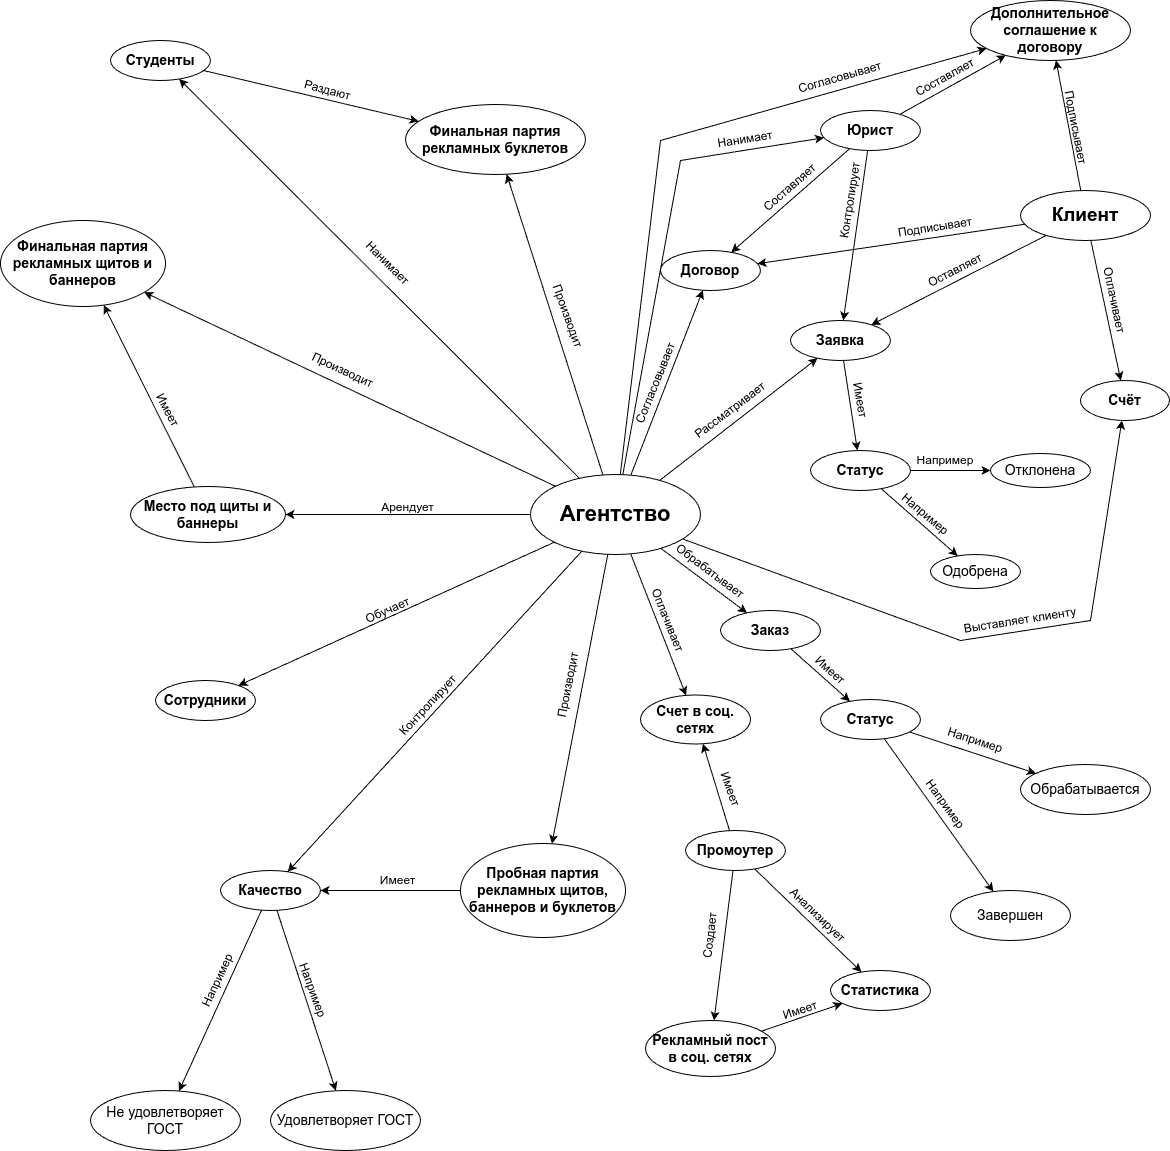 Дополнительное
соглашение к
договору
Студенты
Раздают
Согласовывает
Составляет
Финальная партия
рекламных буклетов
Нанимает
Юрист
Подписывает
Составляет
Контролирует
Клиент
Подписывает
Финальная партия
рекламных щитов и
баннеров
Нанимает
Договор
Оставляет
Оплачивает
Производит
Заявка
Производит
Согласовывает
Рассматривает
Имеет
Счёт
Имеет
Статус
Например
Отклонена
Место под щиты и
баннеры
Арендует
Агентство
Например
Одобрена
Обрабатывает
Обучает
Оплачивает
Заказ
Выставляет клиенту
Сотрудники
Контролирует
Производит
Имеет
Счет в соц.
сетях
Статус
Например
Обрабатывается
Имеет
Например
Промоутер
Качество
Имеет
Пробная партия
рекламных щитов,
баннеров и буклетов
Создает
Анализирует
Завершен
Например
Например
Статистика
Имеет
Рекламный пост
в соц. сетях
Не удовлетворяет
ГОСТ
Удовлетворяет ГОСТ